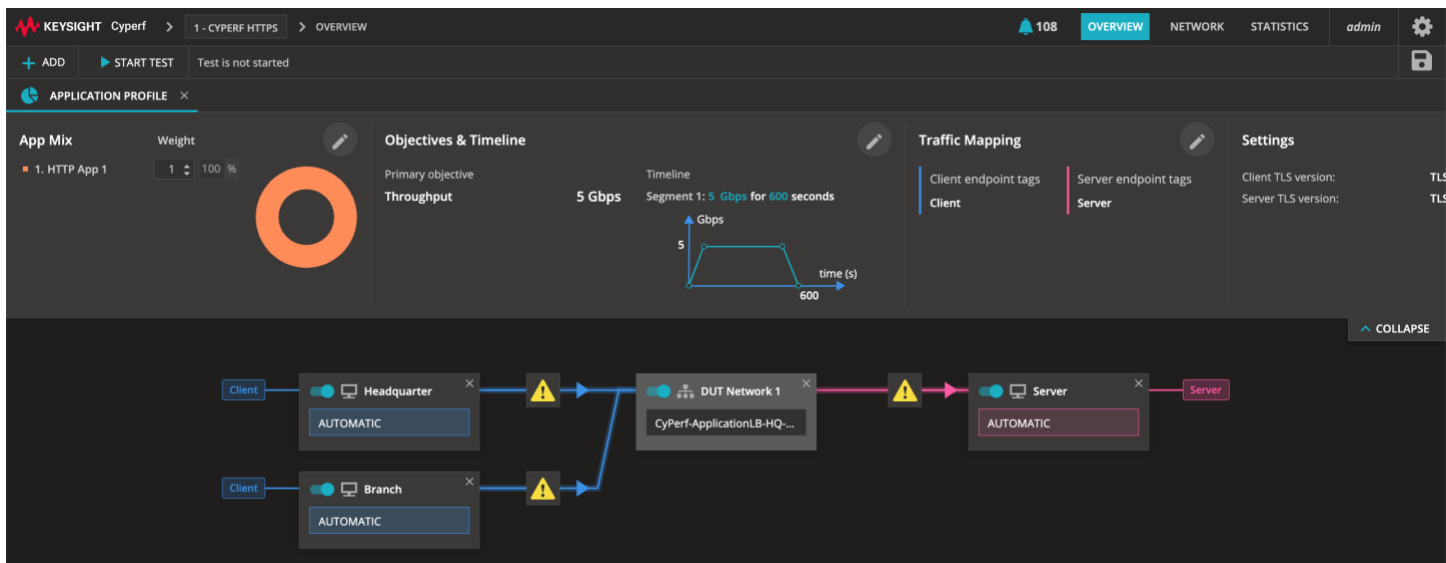 KEYSIGHT Cyperf > 1 - CYPERF HTTPS > OVERVIEW 108 OVERVIEW NETWORK STATISTICS admin
+ ADD START TEST Test is not started
APPLICATION PROFILE ×
App Mix Weight Objectives & Timeline Traffic Mapping Settings
1. HTTP App 1 1 100 % Primary objective Timeline Client endpoint tags Server endpoint tags Client TLS version: TLS
Throughput 5 Gbps Segment 1: 5 Gbps for 600 seconds Client Server Server TLS version: TLS
Gbps
5
time (s)
600
COLLAPSE
Client Headquarter DUT Network 1 Server Server
AUTOMATIC CyPerf-ApplicationLB-HQ-... AUTOMATIC
Client Branch
AUTOMATIC